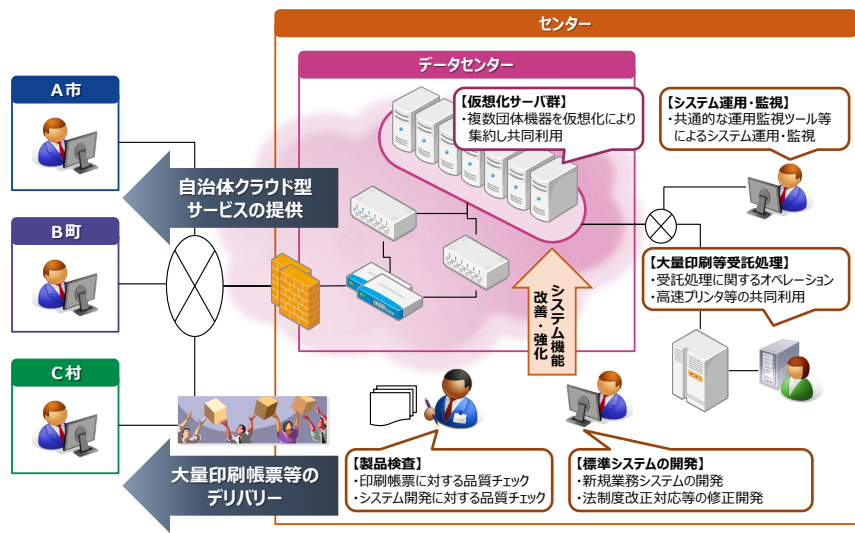 センター
データセンター
A市
【仮想化サーバ群】
・複数団体機器を仮想化により
集約し共同利用
【システム運用・監視】
・共通的な運用監視ツール等
によるシステム運用・監視
自治体クラウド型
サービスの提供
B町
【大量印刷等受託処理】
・受託処理に関するオペレーション
・高速プリンタ等の共同利用
システム機能
改善・強化
C村
大量印刷帳票等の
デリバリー
【製品検査】
・印刷帳票に対する品質チェック
・システム開発に対する品質チェック
【標準システムの開発】
・新規業務システムの開発
・法制度改正対応等の修正開発